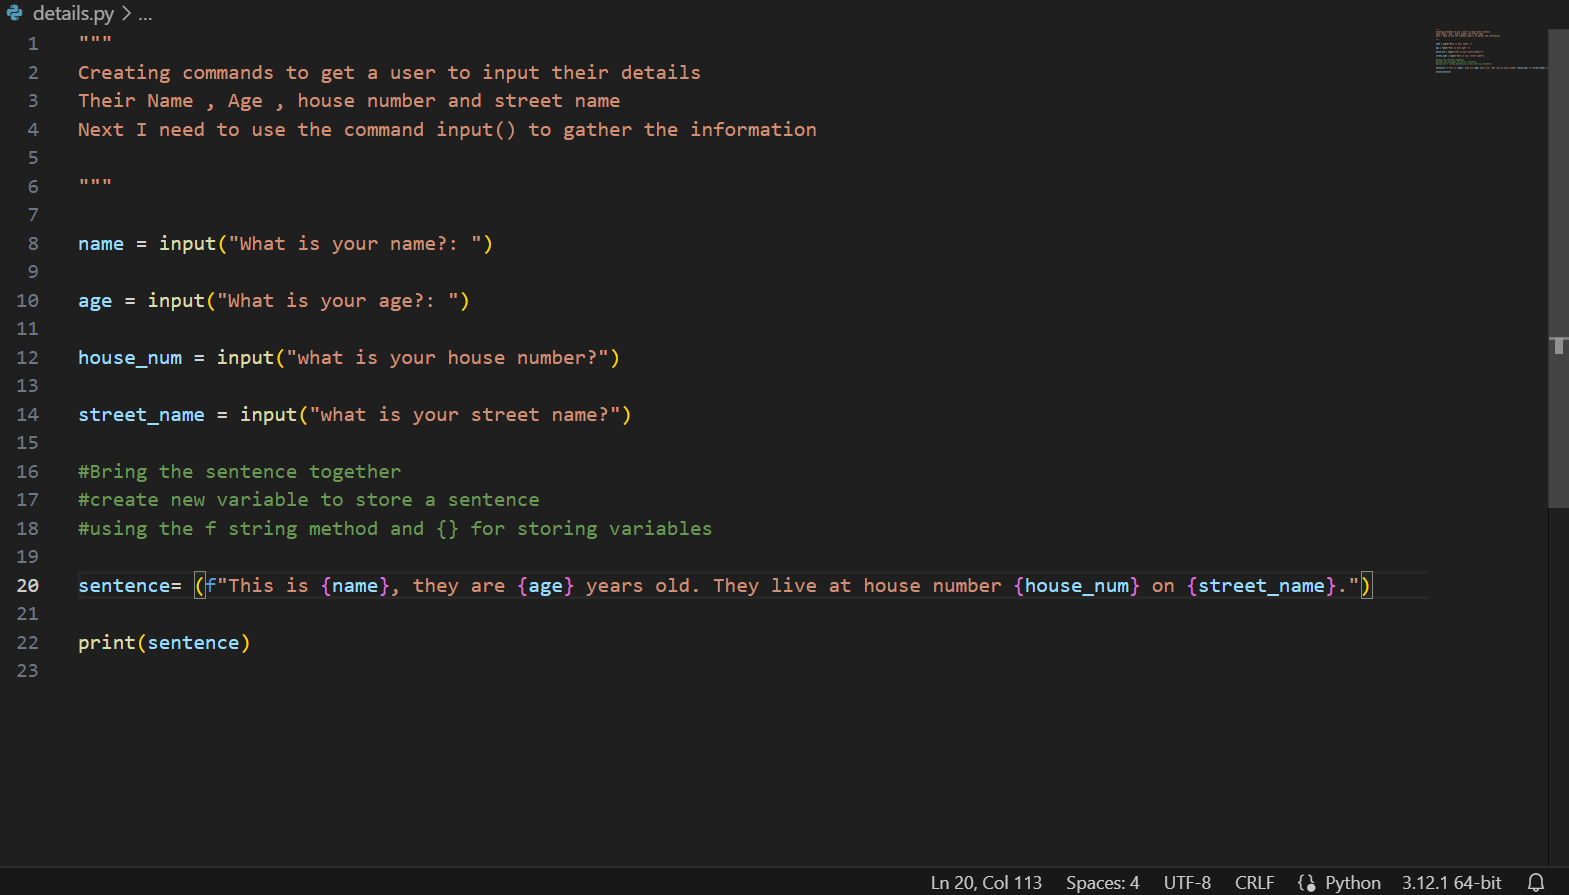 details.py > ...
1 """
2 Creating commands to get a user to input their details
3 Their Name , Age , house number and street name
4 Next I need to use the command input() to gather the information
5
6 """
7
8 name = input("What is your name?: ")
9
10 age = input("What is your age?: ")
11
12 house_num = input("what is your house number?")
13
14 street_name = input("what is your street name?")
15
16 #Bring the sentence together
17 #create new variable to store a sentence
18 #using the f string method and {} for storing variables
19
20 sentence= (f"This is {name}, they are {age} years old. They live at house number {house_num} on {street_name}.")
21
22 print(sentence)
23
Ln 20, Col 113 Spaces: 4 UTF-8 CRLF Python 3.12.1 64-bit